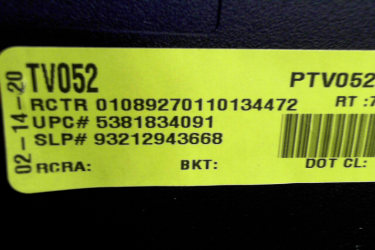 02-14-20
TV052 PTV052
RCTR 01089270110134472 RT :7
UPC# 5381834091
SLP# 93212943668
RCRA: BKT: DOT CL: